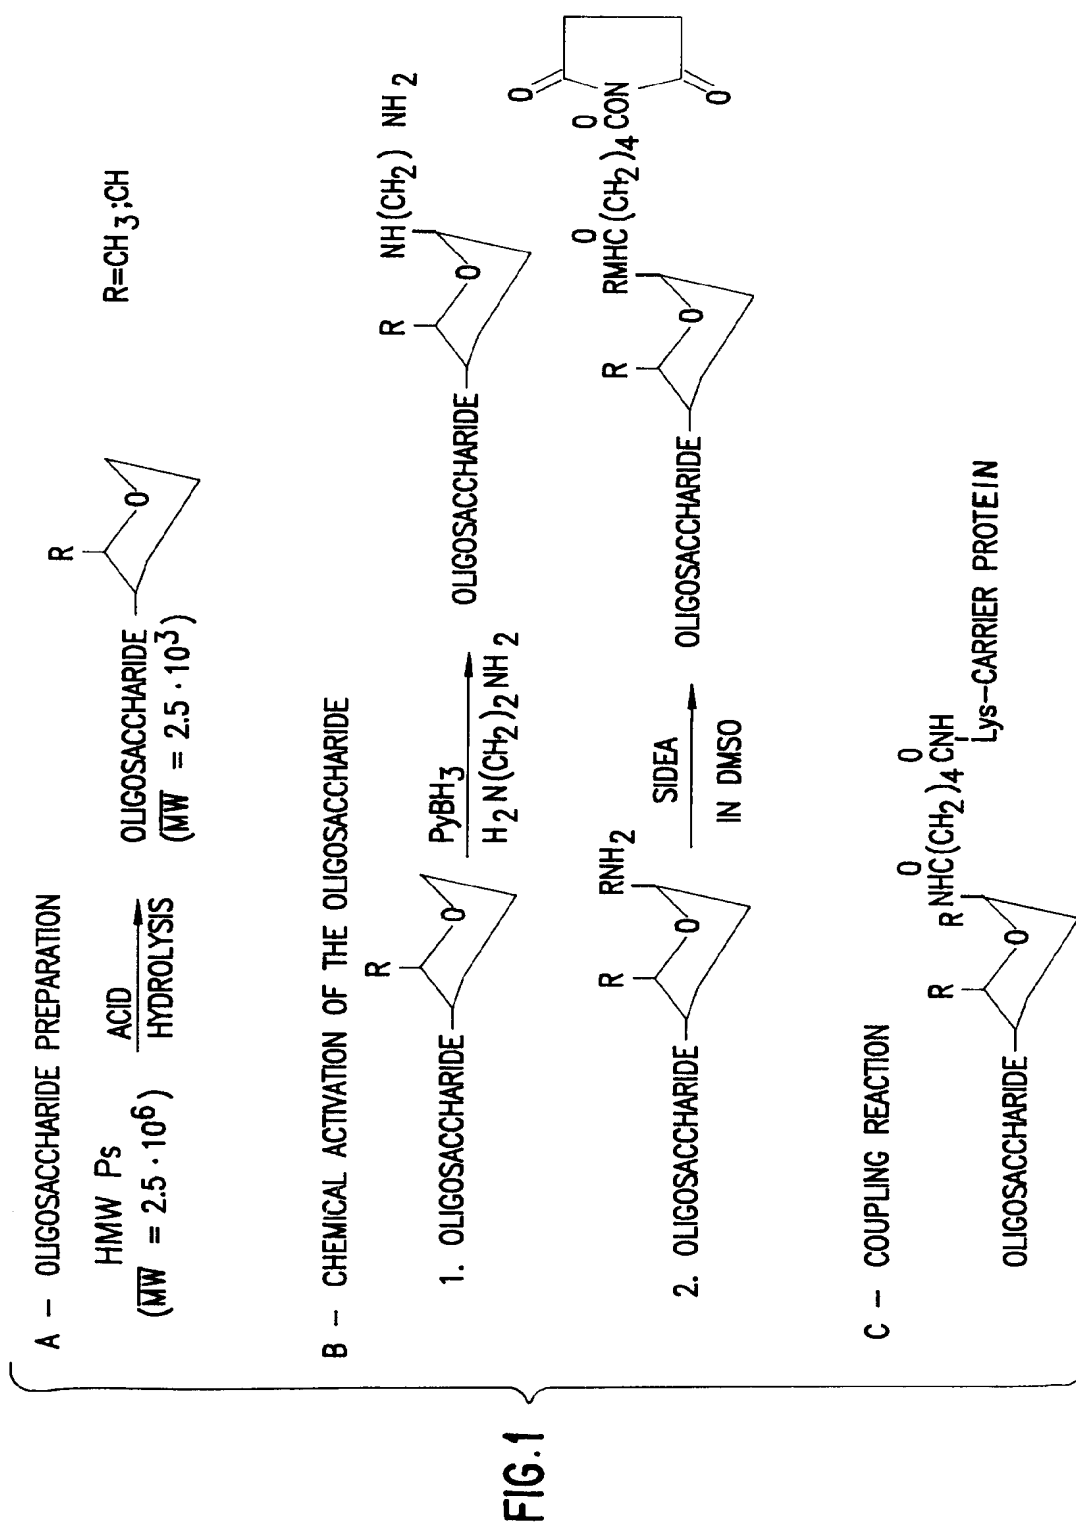 FIG.1
A – OLIGOSACCHARIDE PREPARATION
HMW Ps
(MW = 2.5 · 10^6)
ACID
HYDROLYSIS
R
O
OLIGOSACCHARIDE
(MW = 2.5 · 10^3)
R=CH3;CH
B – CHEMICAL ACTIVATION OF THE OLIGOSACCHARIDE
1. OLIGOSACCHARIDE
R
O
PyBH3
H2N(CH2)2NH2
OLIGOSACCHARIDE
R
O
NH(CH2) NH2
2. OLIGOSACCHARIDE
R
O
RNH2
SIDEA
IN DMSO
OLIGOSACCHARIDE
R
O
O O
RMHC(CH2)4CON
O
O
C – COUPLING REACTION
OLIGOSACCHARIDE
R
O
O O
RNHC(CH2)4CNH
Lys–CARRIER PROTEIN